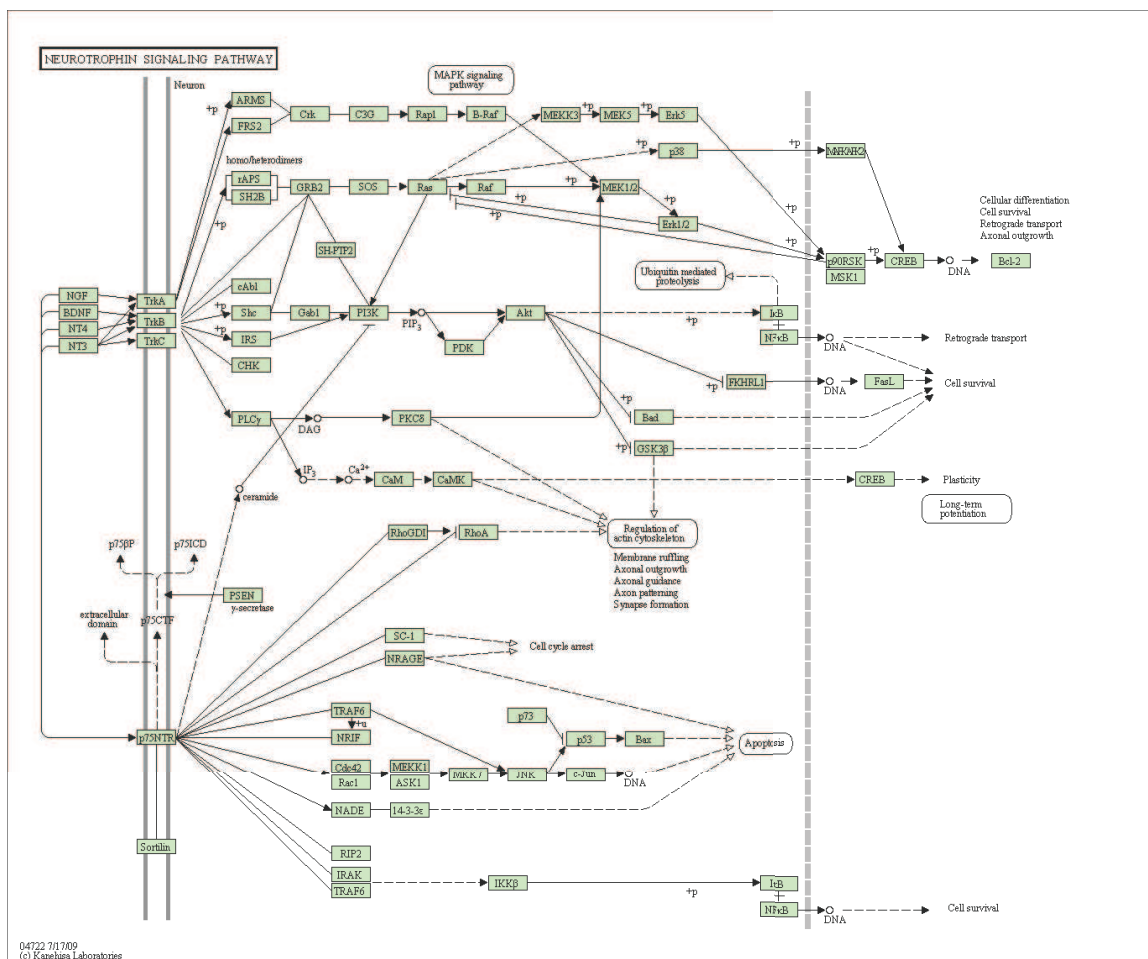 NEUROTROPHIN SIGNALING PATHWAY
Neuron
MAPK signaling
pathway
ARMS
FRS2
+p
Crk
C3G
Rap1
B-Raf
MEKK3
+p
MEK5
+p
Erk5
p38
+p
homo/heterodimers
rAPS
SH2B
+p
+p
GRB2
SOS
Ras
Raf
+p
MEK1/2
+p
Erk1/2
+p
+p
+p
+p
SH-PTP2
p90RSK
MSK1
+p
CREB
DNA
Bcl-2
Cellular differentiation
Cell survival
Retrograde transport
Axonal outgrowth
Ubiquitin mediated
proteolysis
NGF
BDNF
NT4
NT3
TrkA
TrkB
TrkC
cAbl
+p
Shc
Gab1
+p
IRS
CHK
PI3K
+p
PIP3
PDK
Akt
+p
IκB
NFκB
DNA
Retrograde transport
+p
FKHRL1
DNA
FasL
Cell survival
+p
Bad
+p
GSK3β
PLCγ
DAG
PKCδ
IP3
Ca2+
CaM
CaMK
CREB
Plasticity
Long-term
potentiation
ceramide
RhoGDI
RhoA
Regulation of
actin cytoskeleton
Membrane ruffling
Axonal outgrowth
Axonal guidance
Axon patterning
Synapse formation
p75βF
p75ICD
PSEN
γ-secretase
extracellular
domain
p75CTF
SC-1
NRAGE
Cell cycle arrest
p75NTR
TRAF6
+u
NRIF
p73
p53
Bax
Apoptosis
Cdc42
Rac1
MEKK1
ASK1
MKK7
JNK
c-Jun
DNA
NADE
14-3-3ε
Sortilin
RIP2
IRAK
TRAF6
IKKβ
+p
IκB
NFκB
DNA
Cell survival
04722 7/17/09
(c) Kanehisa Laboratories